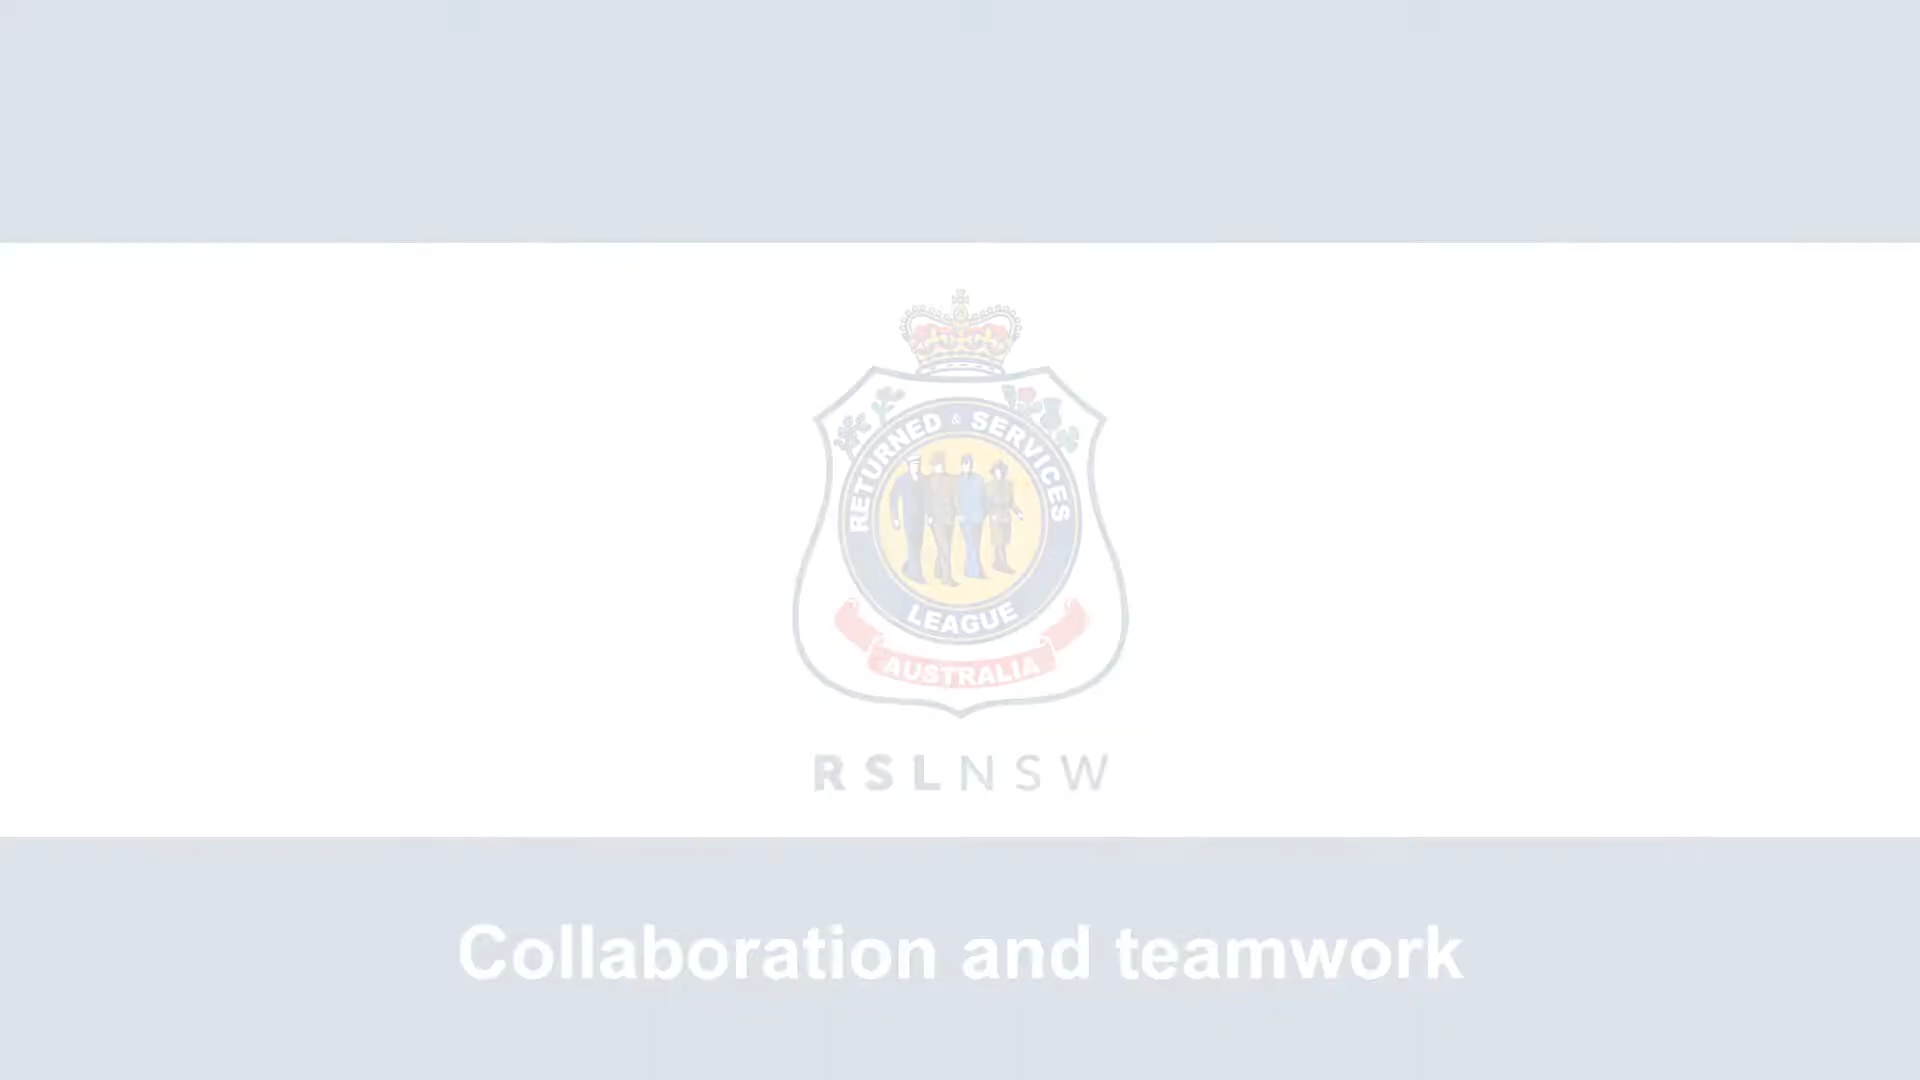 RETURNED & SERVICES
LEAGUE
AUSTRALIA
RSLNSW
Collaboration and teamwork